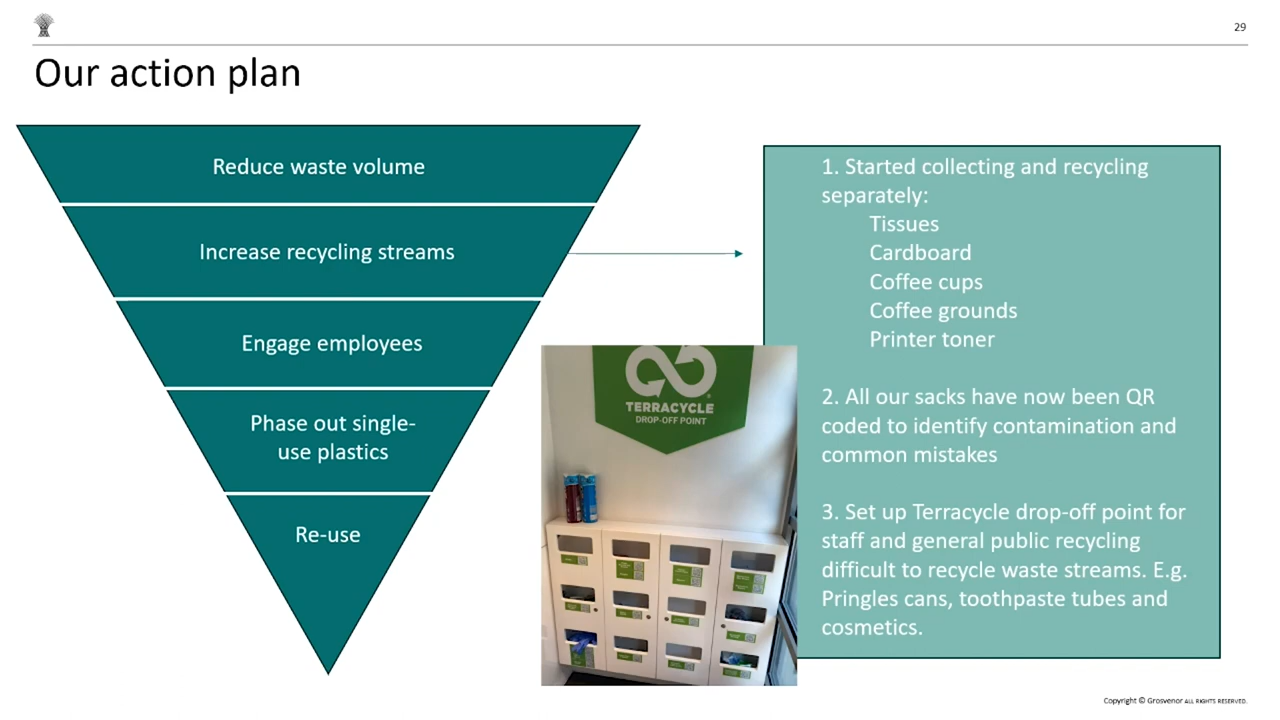 29
Our action plan
Reduce waste volume
Increase recycling streams
Engage employees
Phase out single-
use plastics
Re-use
1. Started collecting and recycling
separately:
Tissues
Cardboard
Coffee cups
Coffee grounds
Printer toner
2. All our sacks have now been QR
coded to identify contamination and
common mistakes
3. Set up Terracycle drop-off point for
staff and general public recycling
difficult to recycle waste streams. E.g.
Pringles cans, toothpaste tubes and
cosmetics.
TERRACYCLE
DROP-OFF POINT
Copyright © Grosvenor ALL RIGHTS RESERVED.